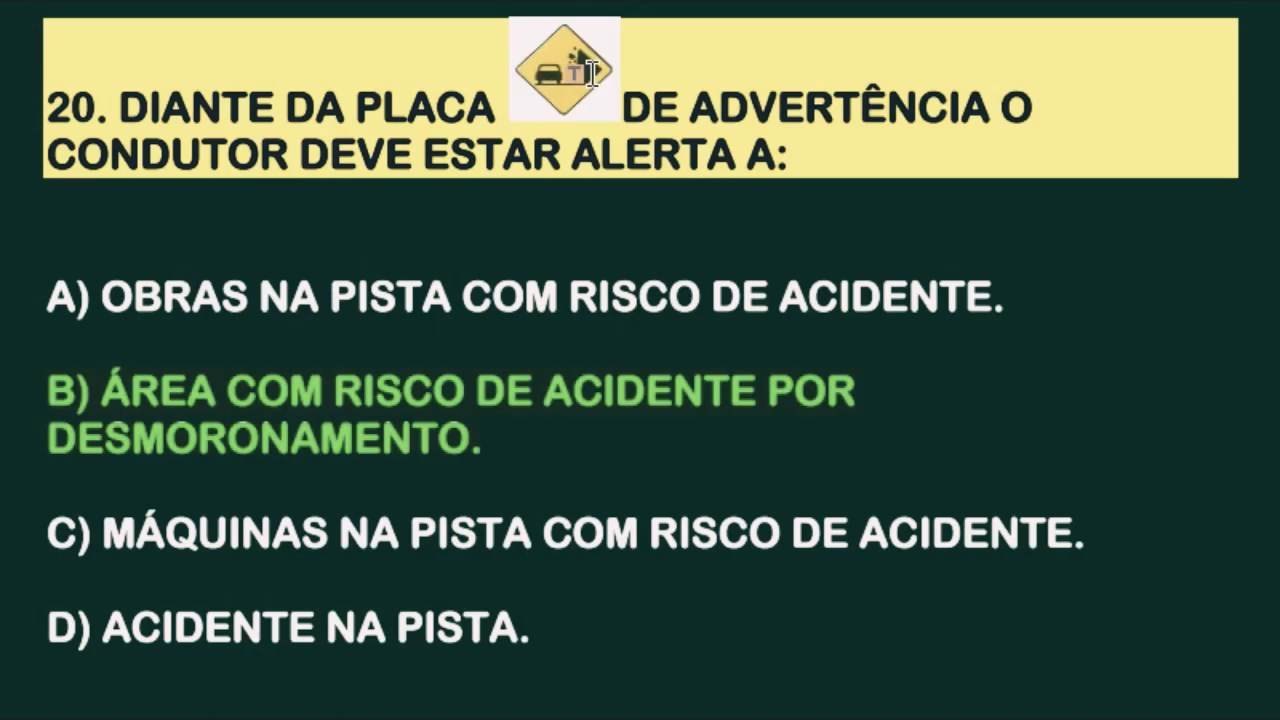 20. DIANTE DA PLACA DE ADVERTÊNCIA O
CONDUTOR DEVE ESTAR ALERTA A:
A) OBRAS NA PISTA COM RISCO DE ACIDENTE.
B) ÁREA COM RISCO DE ACIDENTE POR
DESMORONAMENTO.
C) MÁQUINAS NA PISTA COM RISCO DE ACIDENTE.
D) ACIDENTE NA PISTA.